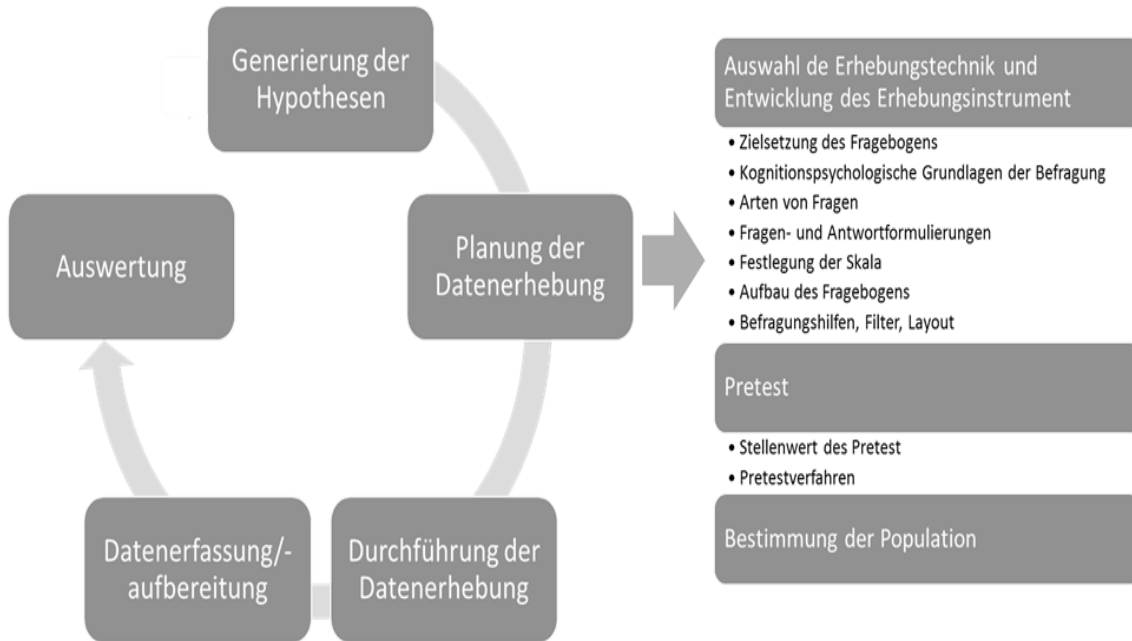 Generierung der
Hypothesen
Planung der
Datenerhebung
Durchführung der
Datenerhebung
Datenerfassung/-
aufbereitung
Auswertung
Auswahl de Erhebungstechnik und
Entwicklung des Erhebungsinstrument
• Zielsetzung des Fragebogens
• Kognitionspsychologische Grundlagen der Befragung
• Arten von Fragen
• Fragen- und Antwortformulierungen
• Festlegung der Skala
• Aufbau des Fragebogens
• Befragungshilfen, Filter, Layout
Pretest
• Stellenwert des Pretest
• Pretestverfahren
Bestimmung der Population